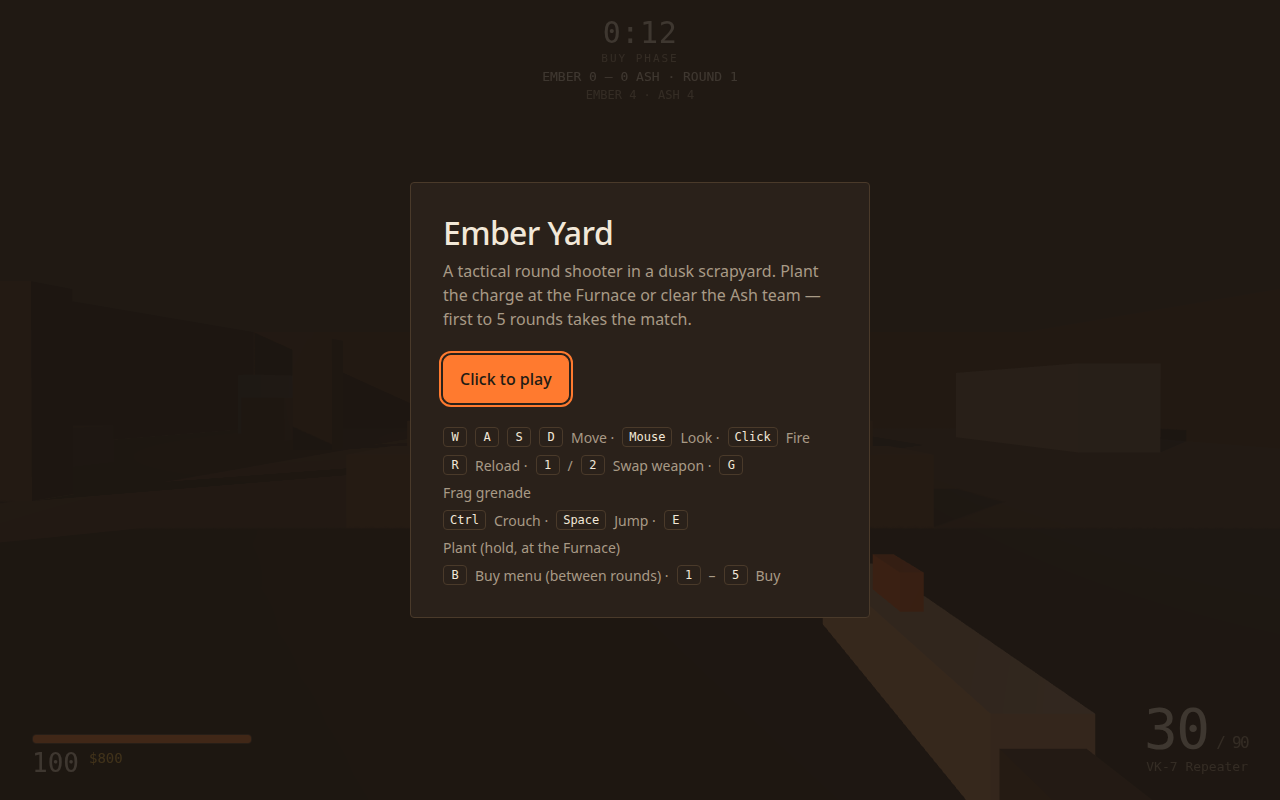 0:12
BUY PHASE
EMBER 0 — 0 ASH · ROUND 1
EMBER 4 · ASH 4
Ember Yard
A tactical round shooter in a dusk scrapyard. Plant
the charge at the Furnace or clear the Ash team —
first to 5 rounds takes the match.
Click to play
W A S D Move · Mouse Look · Click Fire
R Reload · 1 / 2 Swap weapon · G
Frag grenade
Ctrl Crouch · Space Jump · E
Plant (hold, at the Furnace)
B Buy menu (between rounds) · 1 – 5 Buy
100 $800
30 / 90
VK-7 Repeater